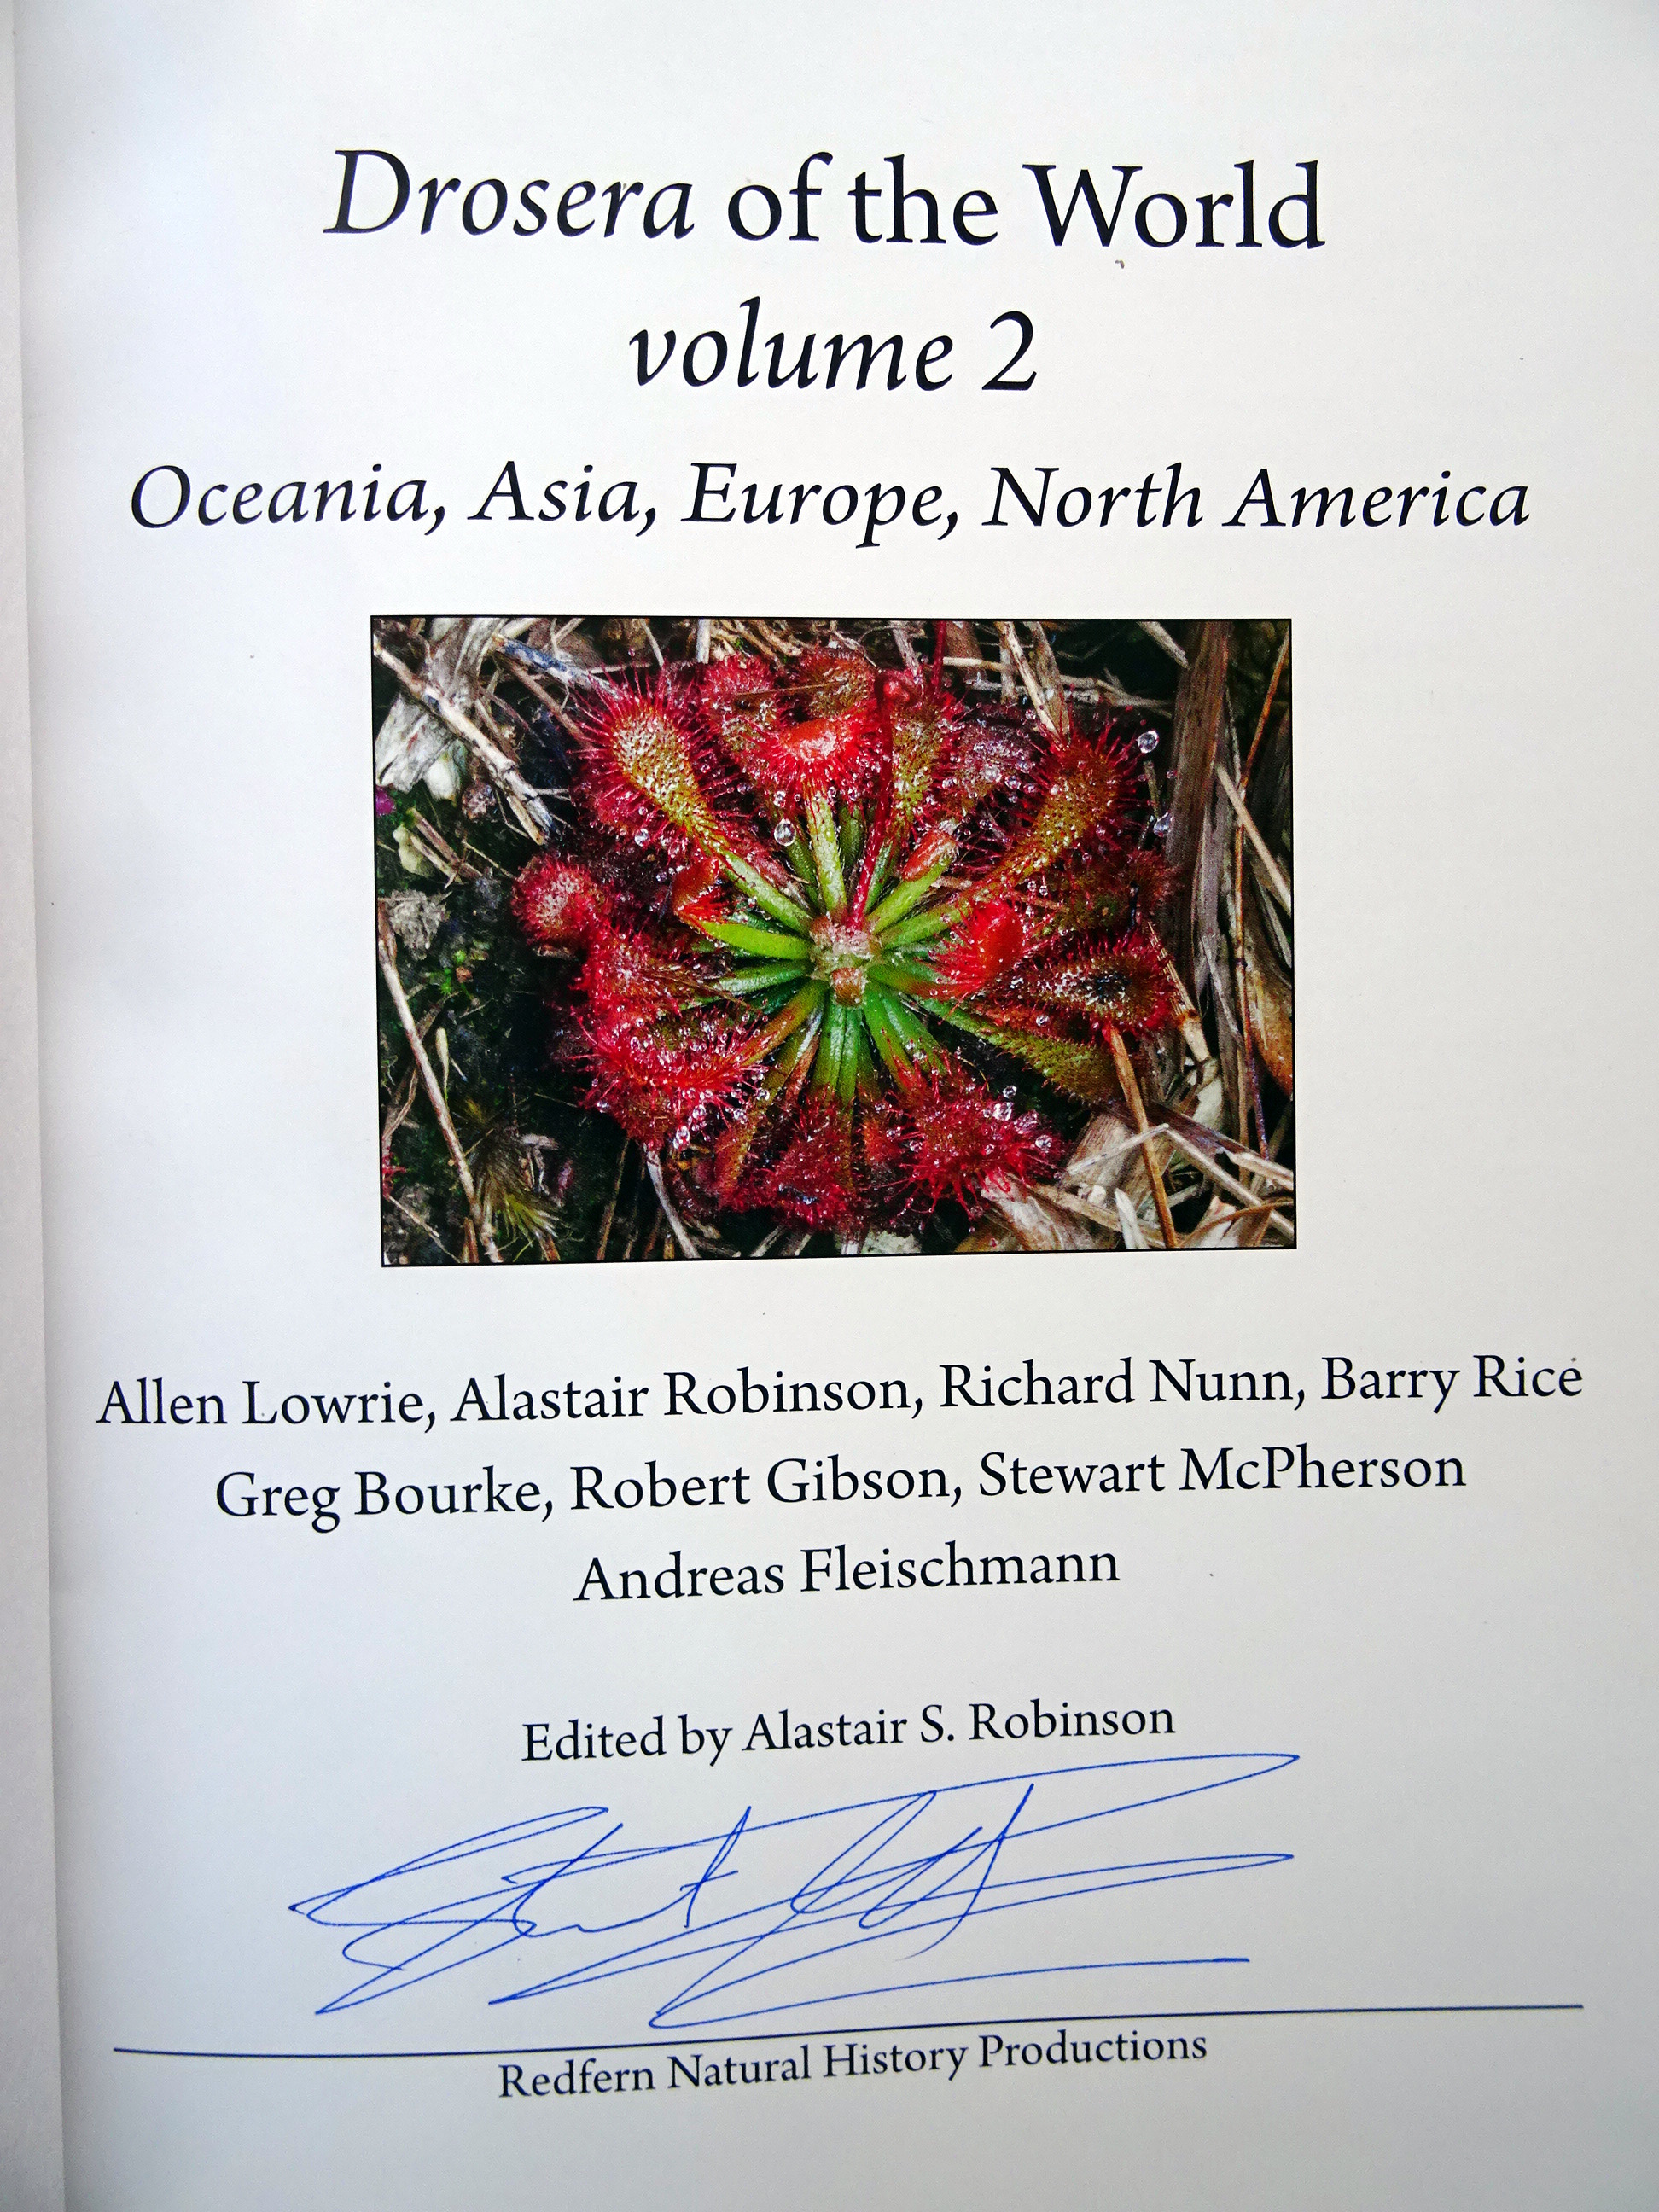 Drosera of the World
volume 2
Oceania, Asia, Europe, North America
Allen Lowrie, Alastair Robinson, Richard Nunn, Barry Rice
Greg Bourke, Robert Gibson, Stewart McPherson
Andreas Fleischmann
Edited by Alastair S. Robinson
Redfern Natural History Productions